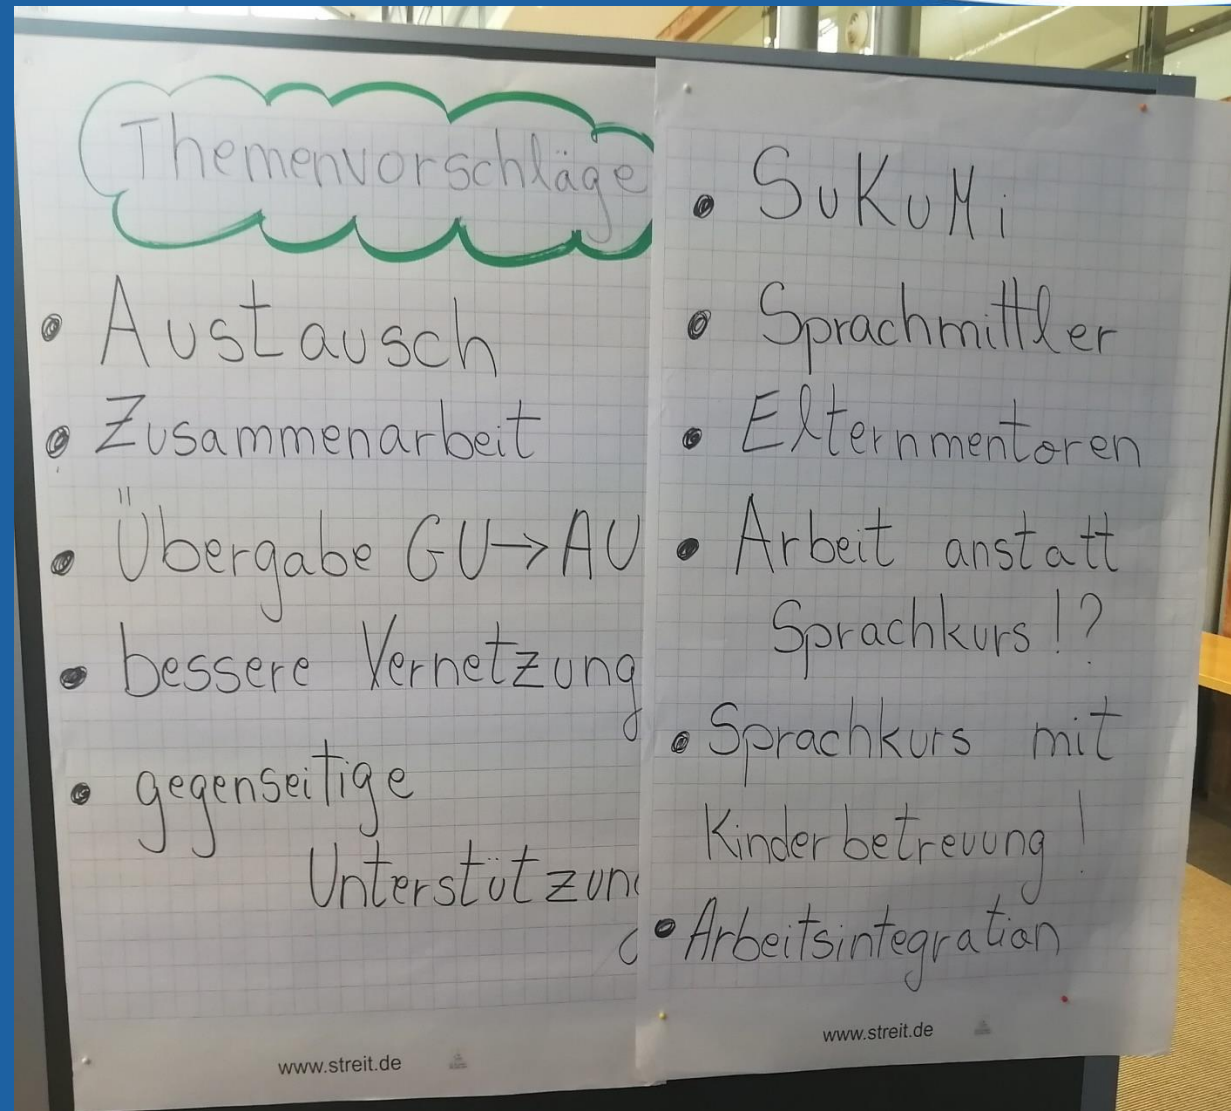 Themenvorschläge
• Austausch
• Zusammenarbeit
• Übergabe GU→AU
• bessere Vernetzung
• gegenseitige
Unterstützung
www.streit.de
• SuKuMi
• Sprachmittler
• Elternmentoren
• Arbeit anstatt
Sprachkurs!?
• Sprachkurs mit
Kinderbetreuung!
• Arbeitsintegration
www.streit.de